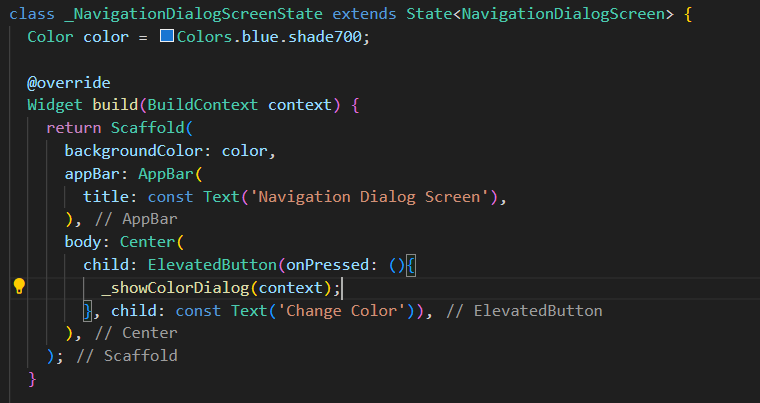 class _NavigationDialogScreenState extends State<NavigationDialogScreen> {
  Color color = Colors.blue.shade700;

  @override
  Widget build(BuildContext context) {
    return Scaffold(
      backgroundColor: color,
      appBar: AppBar(
        title: const Text('Navigation Dialog Screen'),
      ), // AppBar
      body: Center(
        child: ElevatedButton(onPressed: (){
          _showColorDialog(context);
        }, child: const Text('Change Color')), // ElevatedButton
      ), // Center
    ); // Scaffold
  }